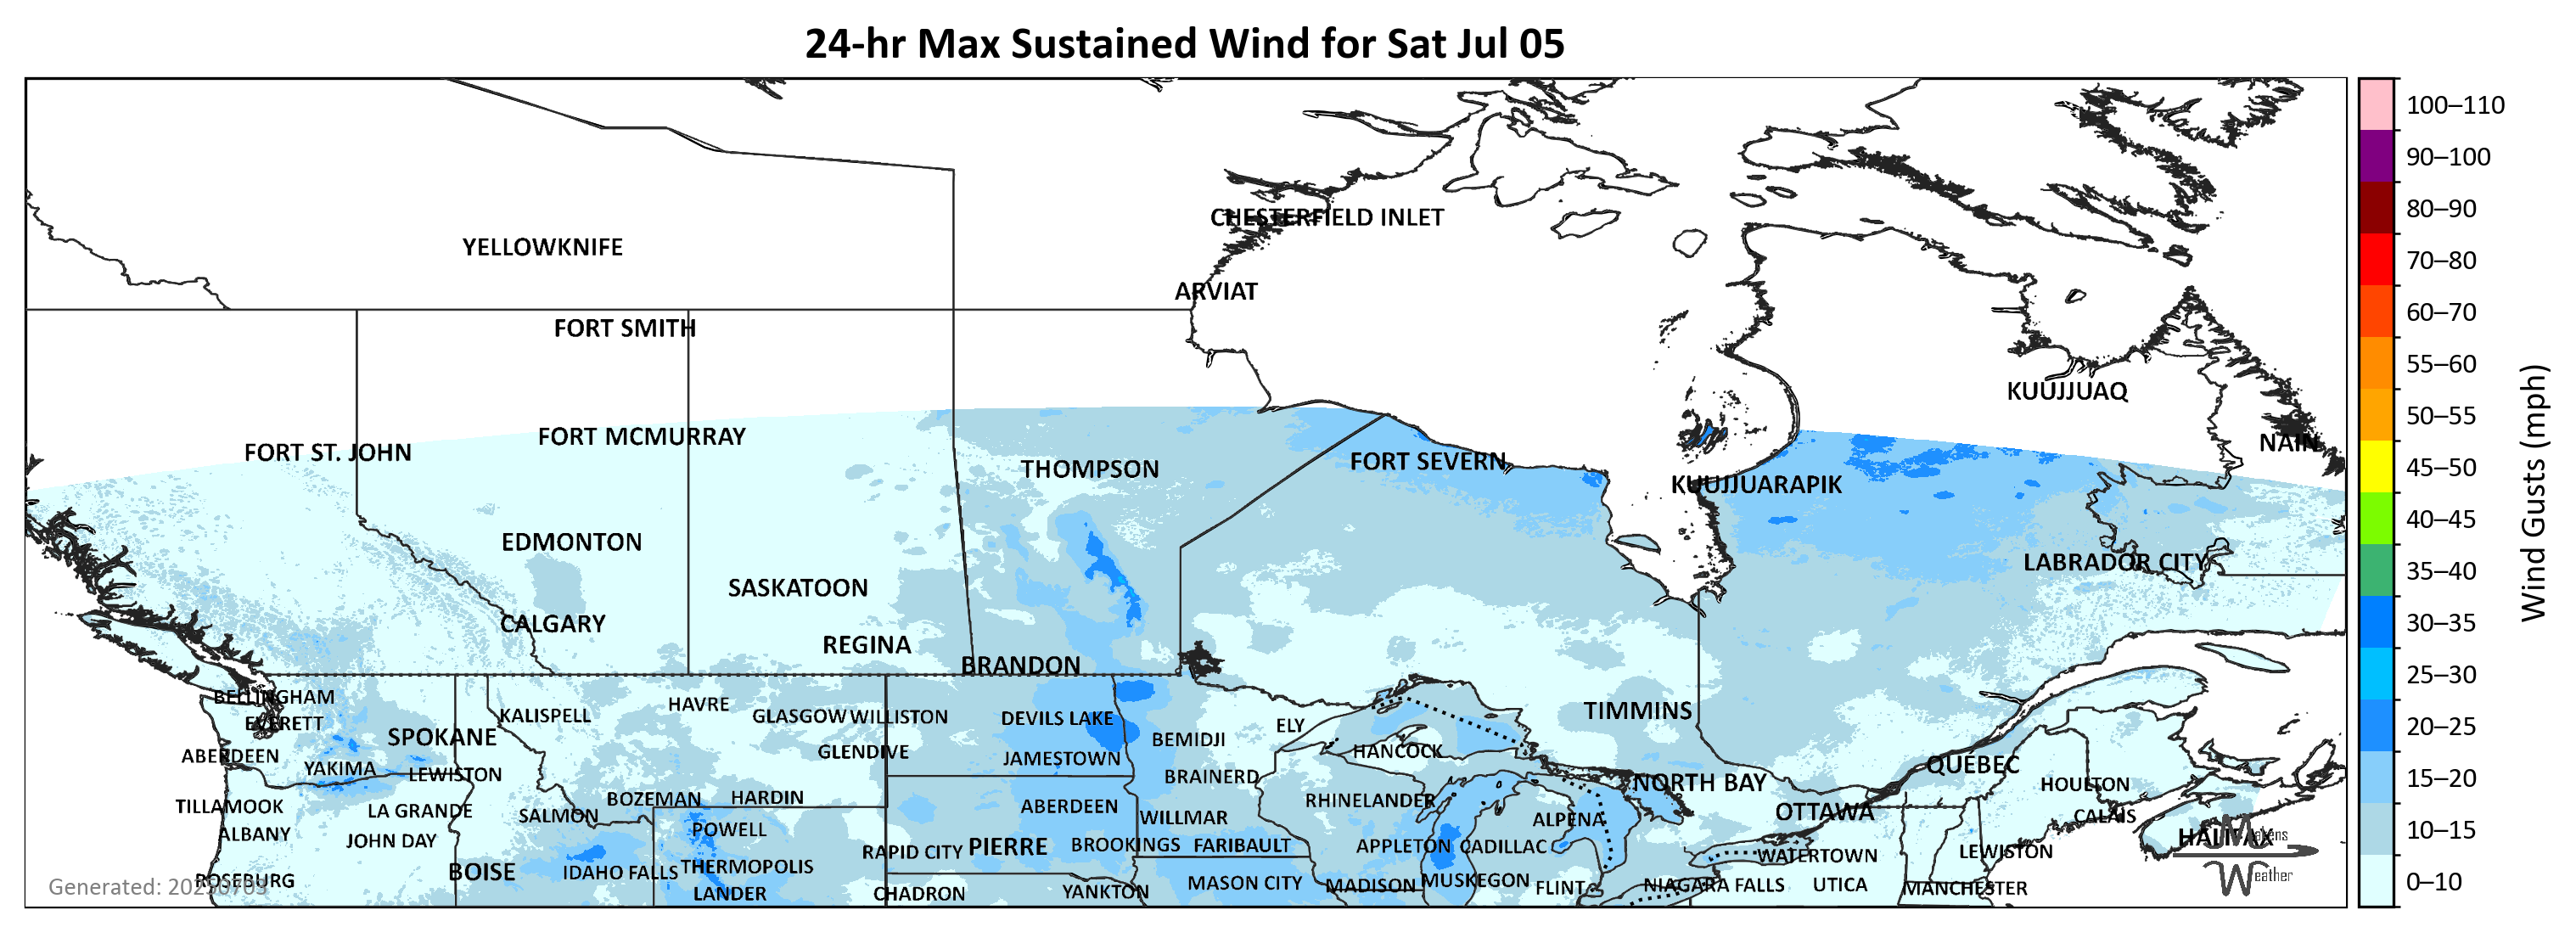 24-hr Max Sustained Wind for Sat Jul 05
CHESTERFIELD INLET
YELLOWKNIFE
ARVIAT
FORT SMITH
KUUJJUAQ
FORT MCMURRAY
NAIN
FORT ST. JOHN
FORT SEVERN
THOMPSON
KUUJJUARAPIK
EDMONTON
LABRADOR CITY
SASKATOON
CALGARY
REGINA
BRANDON
BELLINGHAM
HAVRE
TIMMINS
KALISPELL
GLASGOW WILLISTON
DEVILS LAKE
EVERETT
ELY
SPOKANE
BEMIDJI
ABERDEEN
GLENDIVE
JAMESTOWN
HANCOCK
QUEBEC
YAKIMA
LEWISTON
BRAINERD
NORTH BAY
HOULTON
TILLAMOOK
LA GRANDE
BOZEMAN
HARDIN
ABERDEEN
RHINELANDER
OTTAWA
SALMON
WILLMAR
ALPENA
CALAIS
ALBANY
JOHN DAY
POWELL
HALIFAX
Makens
Weather
RAPID CITY
PIERRE
BROOKINGS
FARIBAULT
APPLETON
CADILLAC
WATERTOWN
LEWISTON
BOISE
IDAHO FALLS
THERMOPOLIS
ROSEBURG
Generated: 20250703
LANDER
CHADRON
YANKTON
MASON CITY
MADISON
MUSKEGON
FLINT
NIAGARA FALLS
UTICA
MANCHESTER
100–110
90–100
80–90
70–80
60–70
55–60
50–55
45–50
40–45
35–40
30–35
25–30
20–25
15–20
10–15
0–10
Wind Gusts (mph)